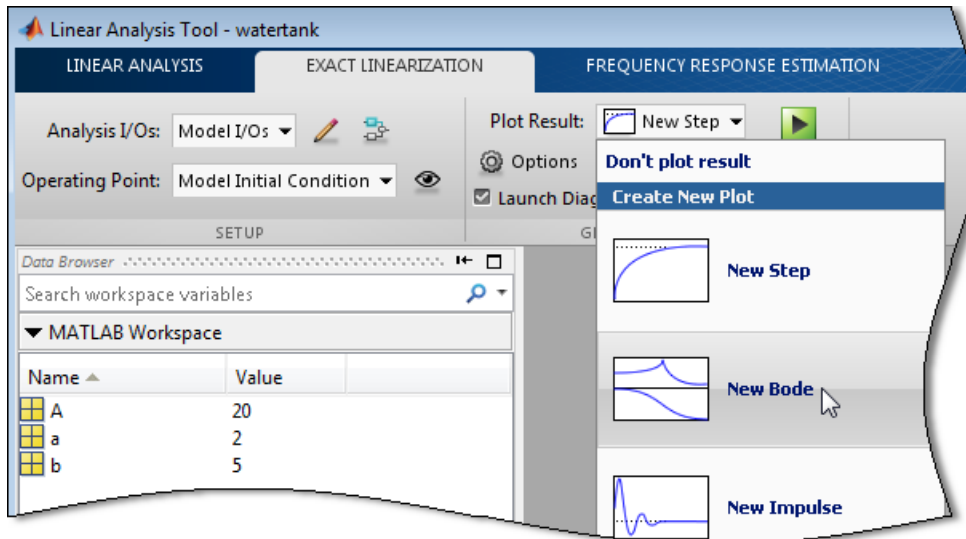 Linear Analysis Tool - watertank
LINEAR ANALYSIS
EXACT LINEARIZATION
FREQUENCY RESPONSE ESTIMATION
Analysis I/Os: Model I/Os
Operating Point: Model Initial Condition
SETUP
Plot Result: New Step
Options
Launch
Don't plot result
Create New Plot
New Step
New Bode
New Impulse
Data Browser
Search workspace variables
MATLAB Workspace
Name Value
A 20
a 2
b 5